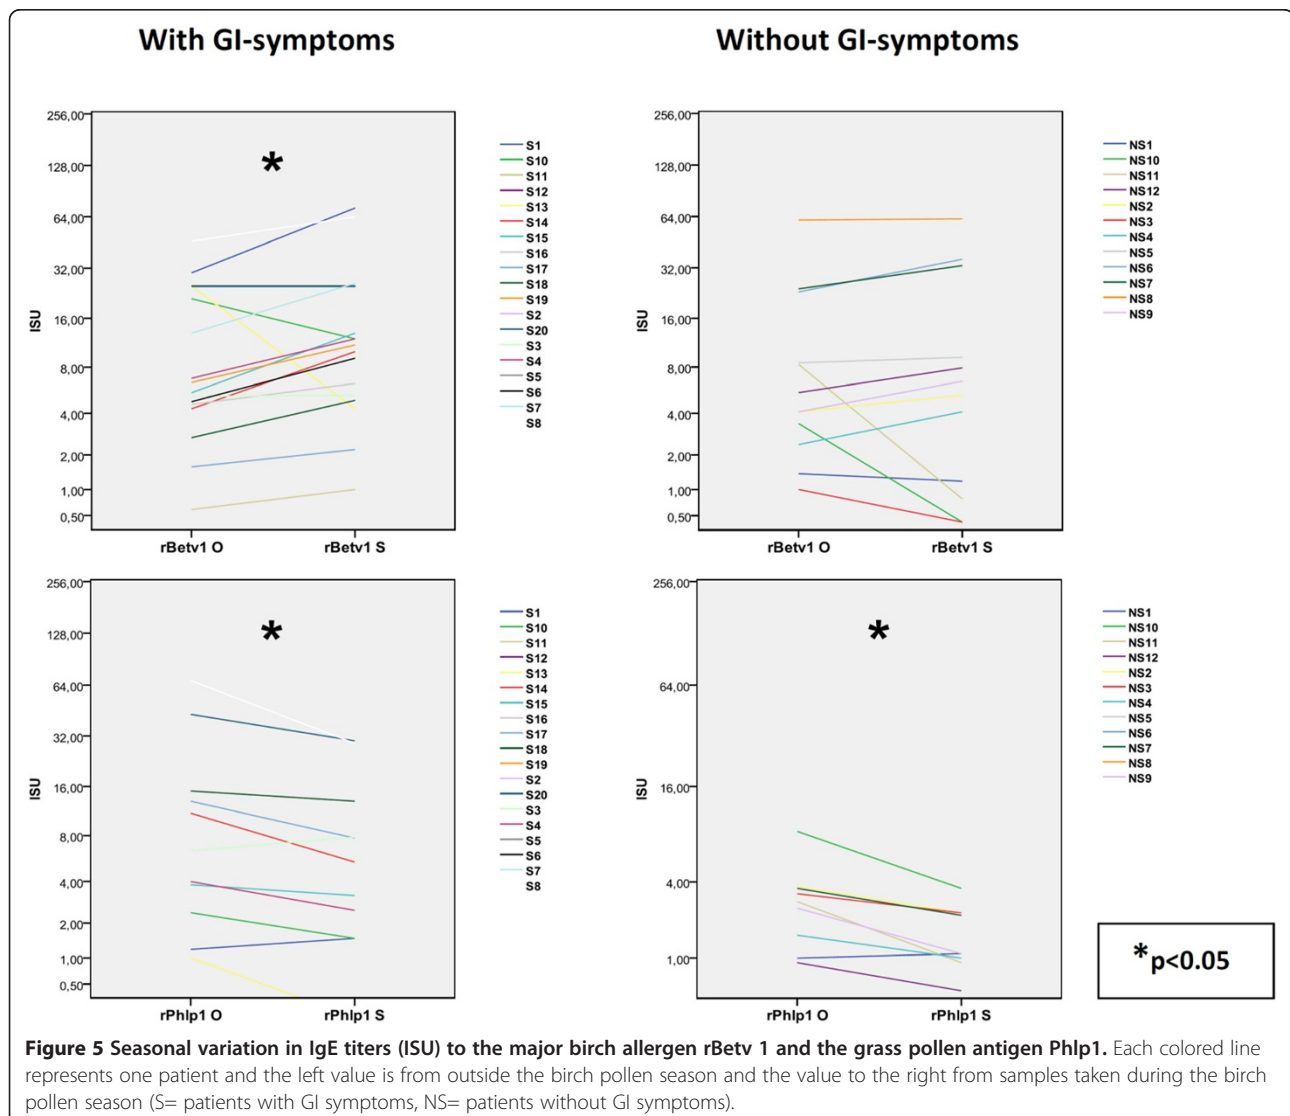 With GI-symptoms
Without GI-symptoms
256,00
128,00
64,00
32,00
16,00
8,00
4,00
2,00
1,00
0,50
ISU
*
rBetv1 O
rBetv1 S
S1
S10
S11
S12
S13
S14
S15
S16
S17
S18
S19
S2
S20
S3
S4
S5
S6
S7
S8
256,00
128,00
64,00
32,00
16,00
8,00
4,00
2,00
1,00
0,50
ISU
rBetv1 O
rBetv1 S
NS1
NS10
NS11
NS12
NS2
NS3
NS4
NS5
NS6
NS7
NS8
NS9
256,00
128,00
64,00
32,00
16,00
8,00
4,00
2,00
1,00
0,50
ISU
*
rPhlp1 O
rPhlp1 S
S1
S10
S11
S12
S13
S14
S15
S16
S17
S18
S19
S2
S20
S3
S4
S5
S6
S7
S8
256,00
64,00
16,00
4,00
1,00
ISU
*
rPhlp1 O
rPhlp1 S
NS1
NS10
NS11
NS12
NS2
NS3
NS4
NS5
NS6
NS7
NS8
NS9
*p<0.05
Figure 5 Seasonal variation in IgE titers (ISU) to the major birch allergen rBetv 1 and the grass pollen antigen Phlp1. Each colored line
represents one patient and the left value is from outside the birch pollen season and the value to the right from samples taken during the birch
pollen season (S= patients with GI symptoms, NS= patients without GI symptoms).